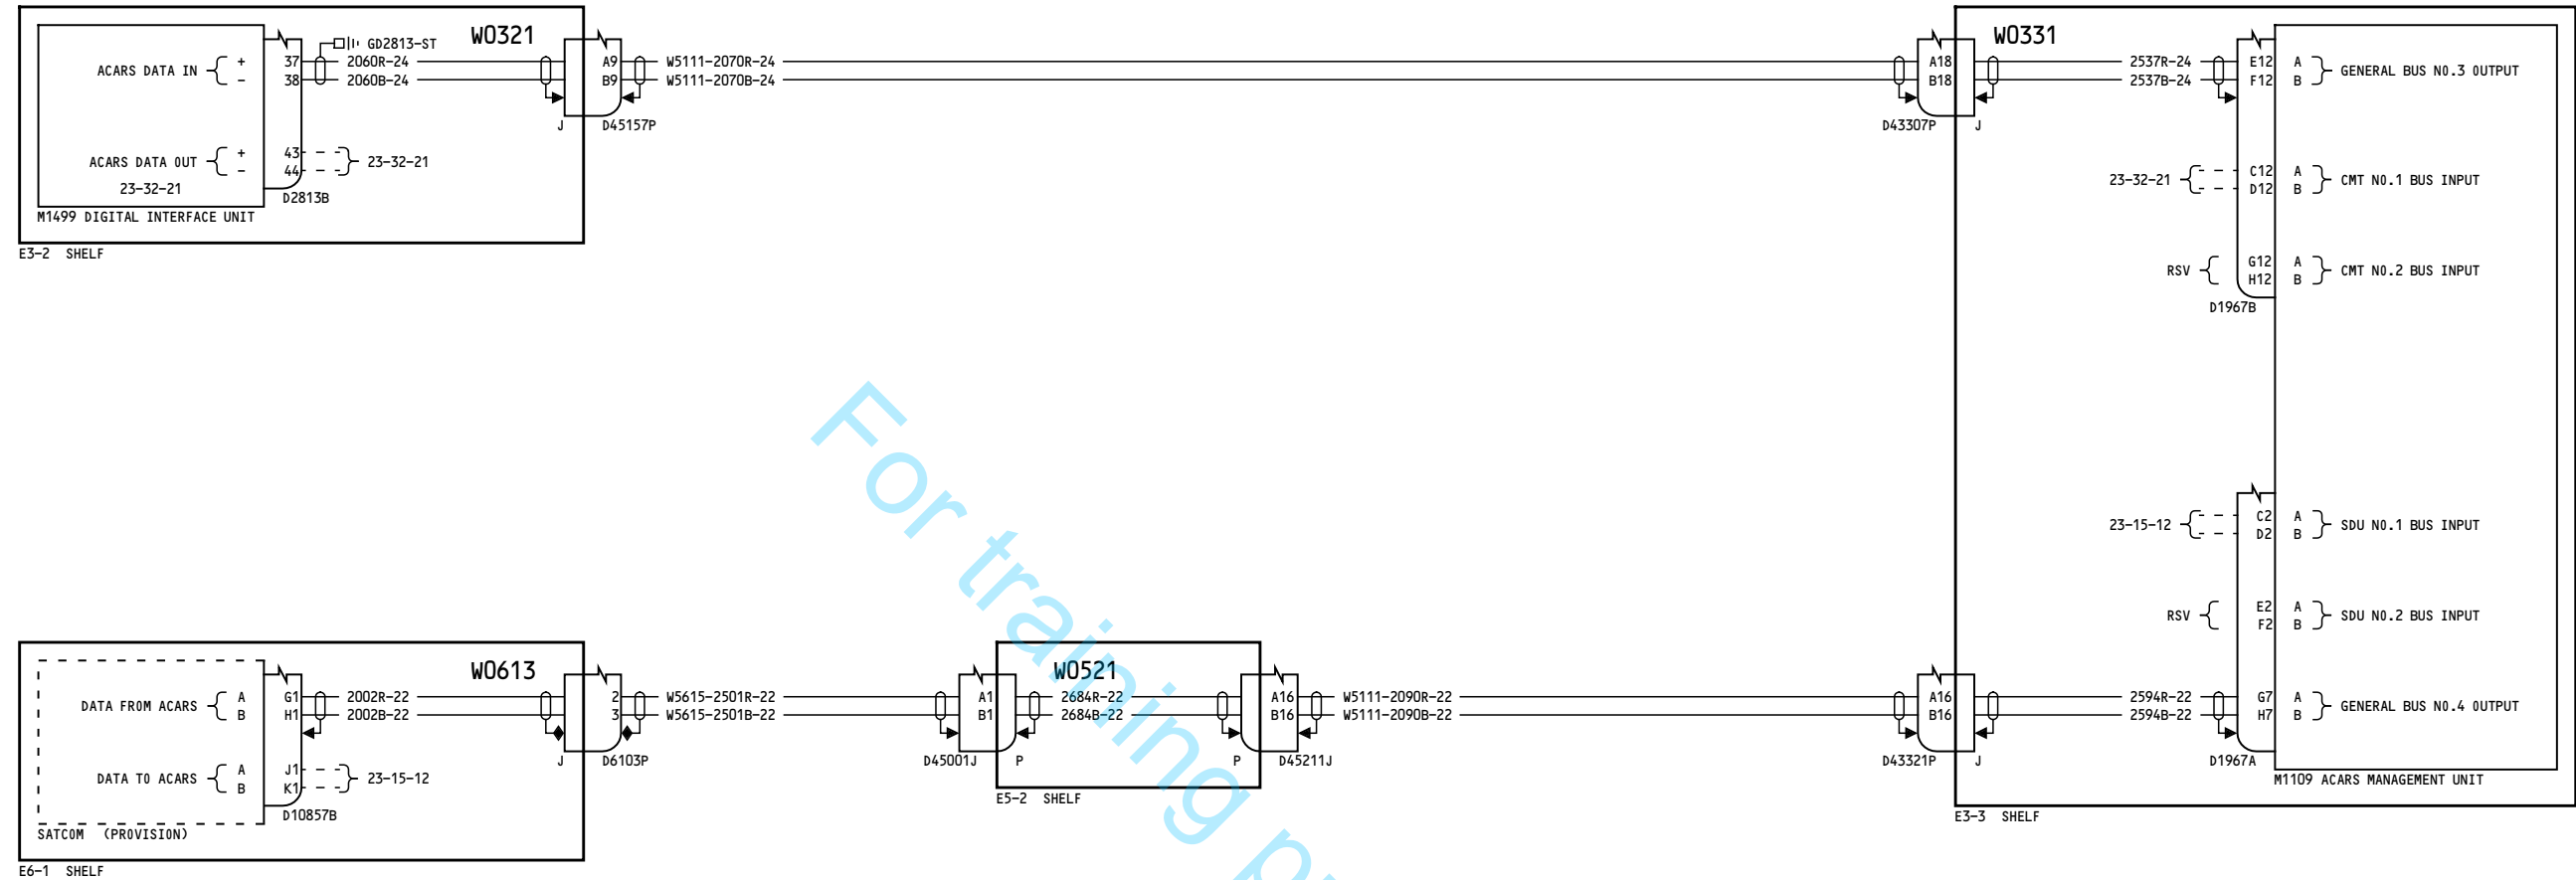 WO321
GD2813-ST
ACARS DATA IN + 37 2060R-24 A9 W5111-2070R-24
- 38 2060B-24 B9 W5111-2070B-24
J D45157P
ACARS DATA OUT + 43 23-32-21
- 44
23-32-21
D2813B
M1499 DIGITAL INTERFACE UNIT
E3-2 SHELF
WO331
A18 2537R-24 E12 A GENERAL BUS NO.3 OUTPUT
B18 2537B-24 F12 B
D43307P J
23-32-21 C12 A CMT NO.1 BUS INPUT
D12 B
RSV G12 A CMT NO.2 BUS INPUT
H12 B
D1967B
23-15-12 C2 A SDU NO.1 BUS INPUT
D2 B
RSV E2 A SDU NO.2 BUS INPUT
F2 B
WO613
DATA FROM ACARS A G1 2002R-22 2 W5615-2501R-22
B H1 2002B-22 3 W5615-2501B-22
J D6103P
DATA TO ACARS A J1 23-15-12
B K1
D10857B
SATCOM (PROVISION)
E6-1 SHELF
WO521
A1 2684R-22 A16 W5111-2090R-22
B1 2684B-22 B16 W5111-2090B-22
D45001J P P D45211J
E5-2 SHELF
A16 2594R-22 G7 A GENERAL BUS NO.4 OUTPUT
B16 2594B-22 H7 B
D43321P J D1967A
M1109 ACARS MANAGEMENT UNIT
E3-3 SHELF
For training